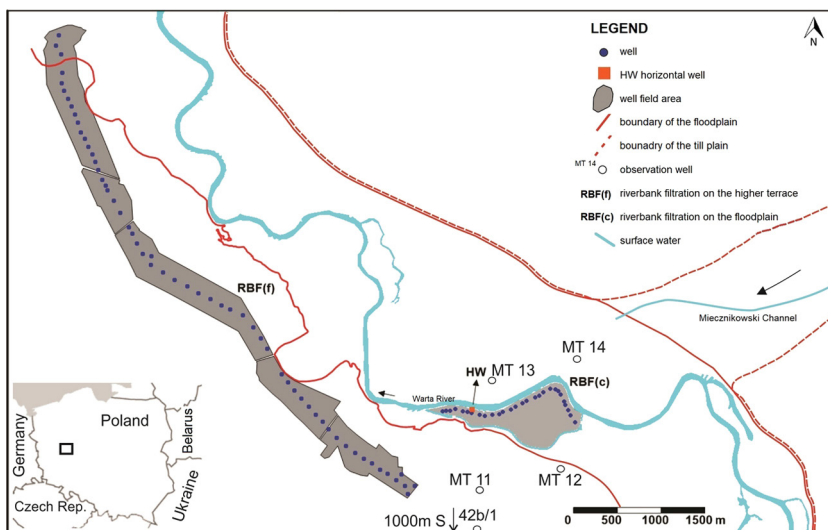 LEGEND
N
well
HW horizontal well
well field area
boundary of the floodplain
bounadry of the till plain
MT 14
observation well
RBF(f) riverbank filtration on the higher terrace
RBF(c) riverbank filtration on the floodplain
surface water
RBF(f)
Miecznikowski Channel
MT 14
HW
MT 13
RBF(c)
Warta River
MT 11
MT 12
1000m S
42b/1
0 500 1000 1500 m
Germany
Poland
Belarus
Ukraine
Czech Rep.